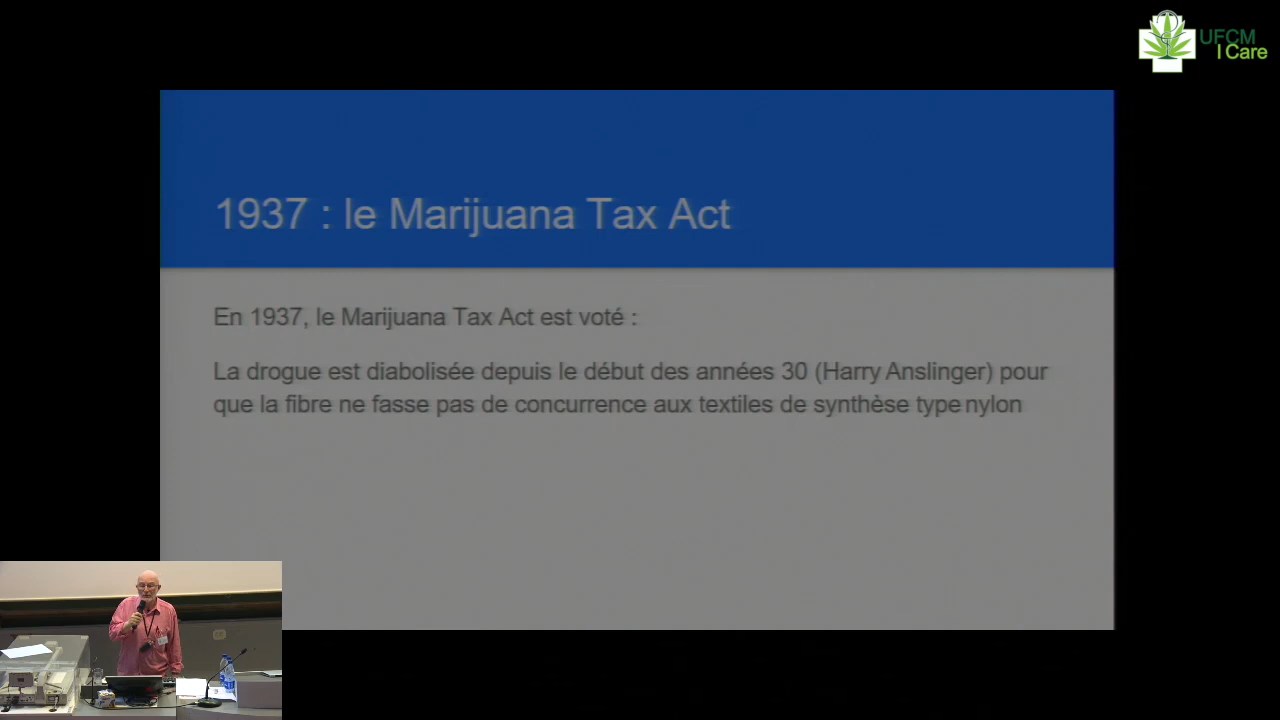 UFCM
I Care
1937 : le Marijuana Tax Act
En 1937, le Marijuana Tax Act est voté :
La drogue est diabolisée depuis le début des années 30 (Harry Anslinger) pour
que la fibre ne fasse pas de concurrence aux textiles de synthèse type nylon